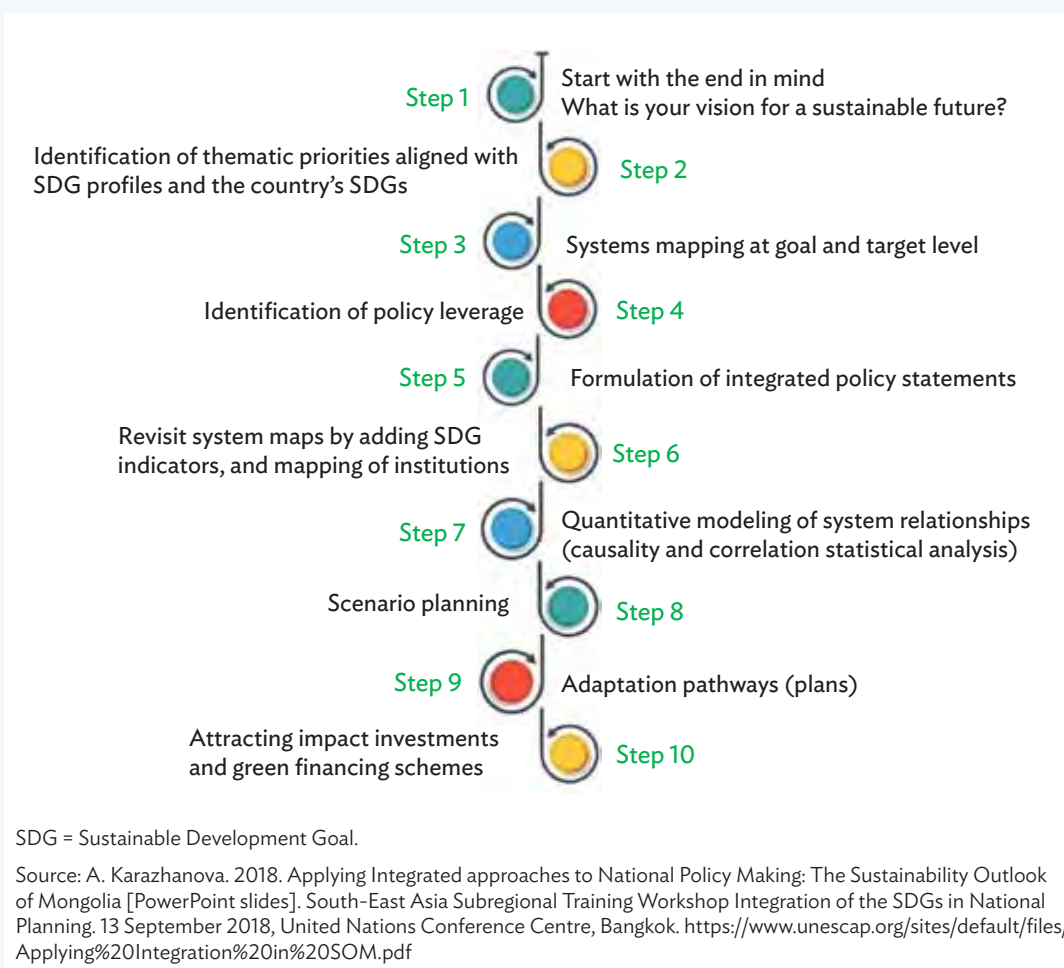 Step 1
Start with the end in mind
What is your vision for a sustainable future?
Identification of thematic priorities aligned with
SDG profiles and the country's SDGs
Step 2
Step 3
Systems mapping at goal and target level
Identification of policy leverage
Step 4
Step 5
Formulation of integrated policy statements
Revisit system maps by adding SDG
indicators, and mapping of institutions
Step 6
Step 7
Quantitative modeling of system relationships
(causality and correlation statistical analysis)
Scenario planning
Step 8
Step 9
Adaptation pathways (plans)
Attracting impact investments
and green financing schemes
Step 10
SDG = Sustainable Development Goal.
Source: A. Karazhanova. 2018. Applying Integrated approaches to National Policy Making: The Sustainability Outlook
of Mongolia [PowerPoint slides]. South-East Asia Subregional Training Workshop Integration of the SDGs in National
Planning. 13 September 2018, United Nations Conference Centre, Bangkok. https://www.unescap.org/sites/default/files/
Applying%20Integration%20in%20SOM.pdf